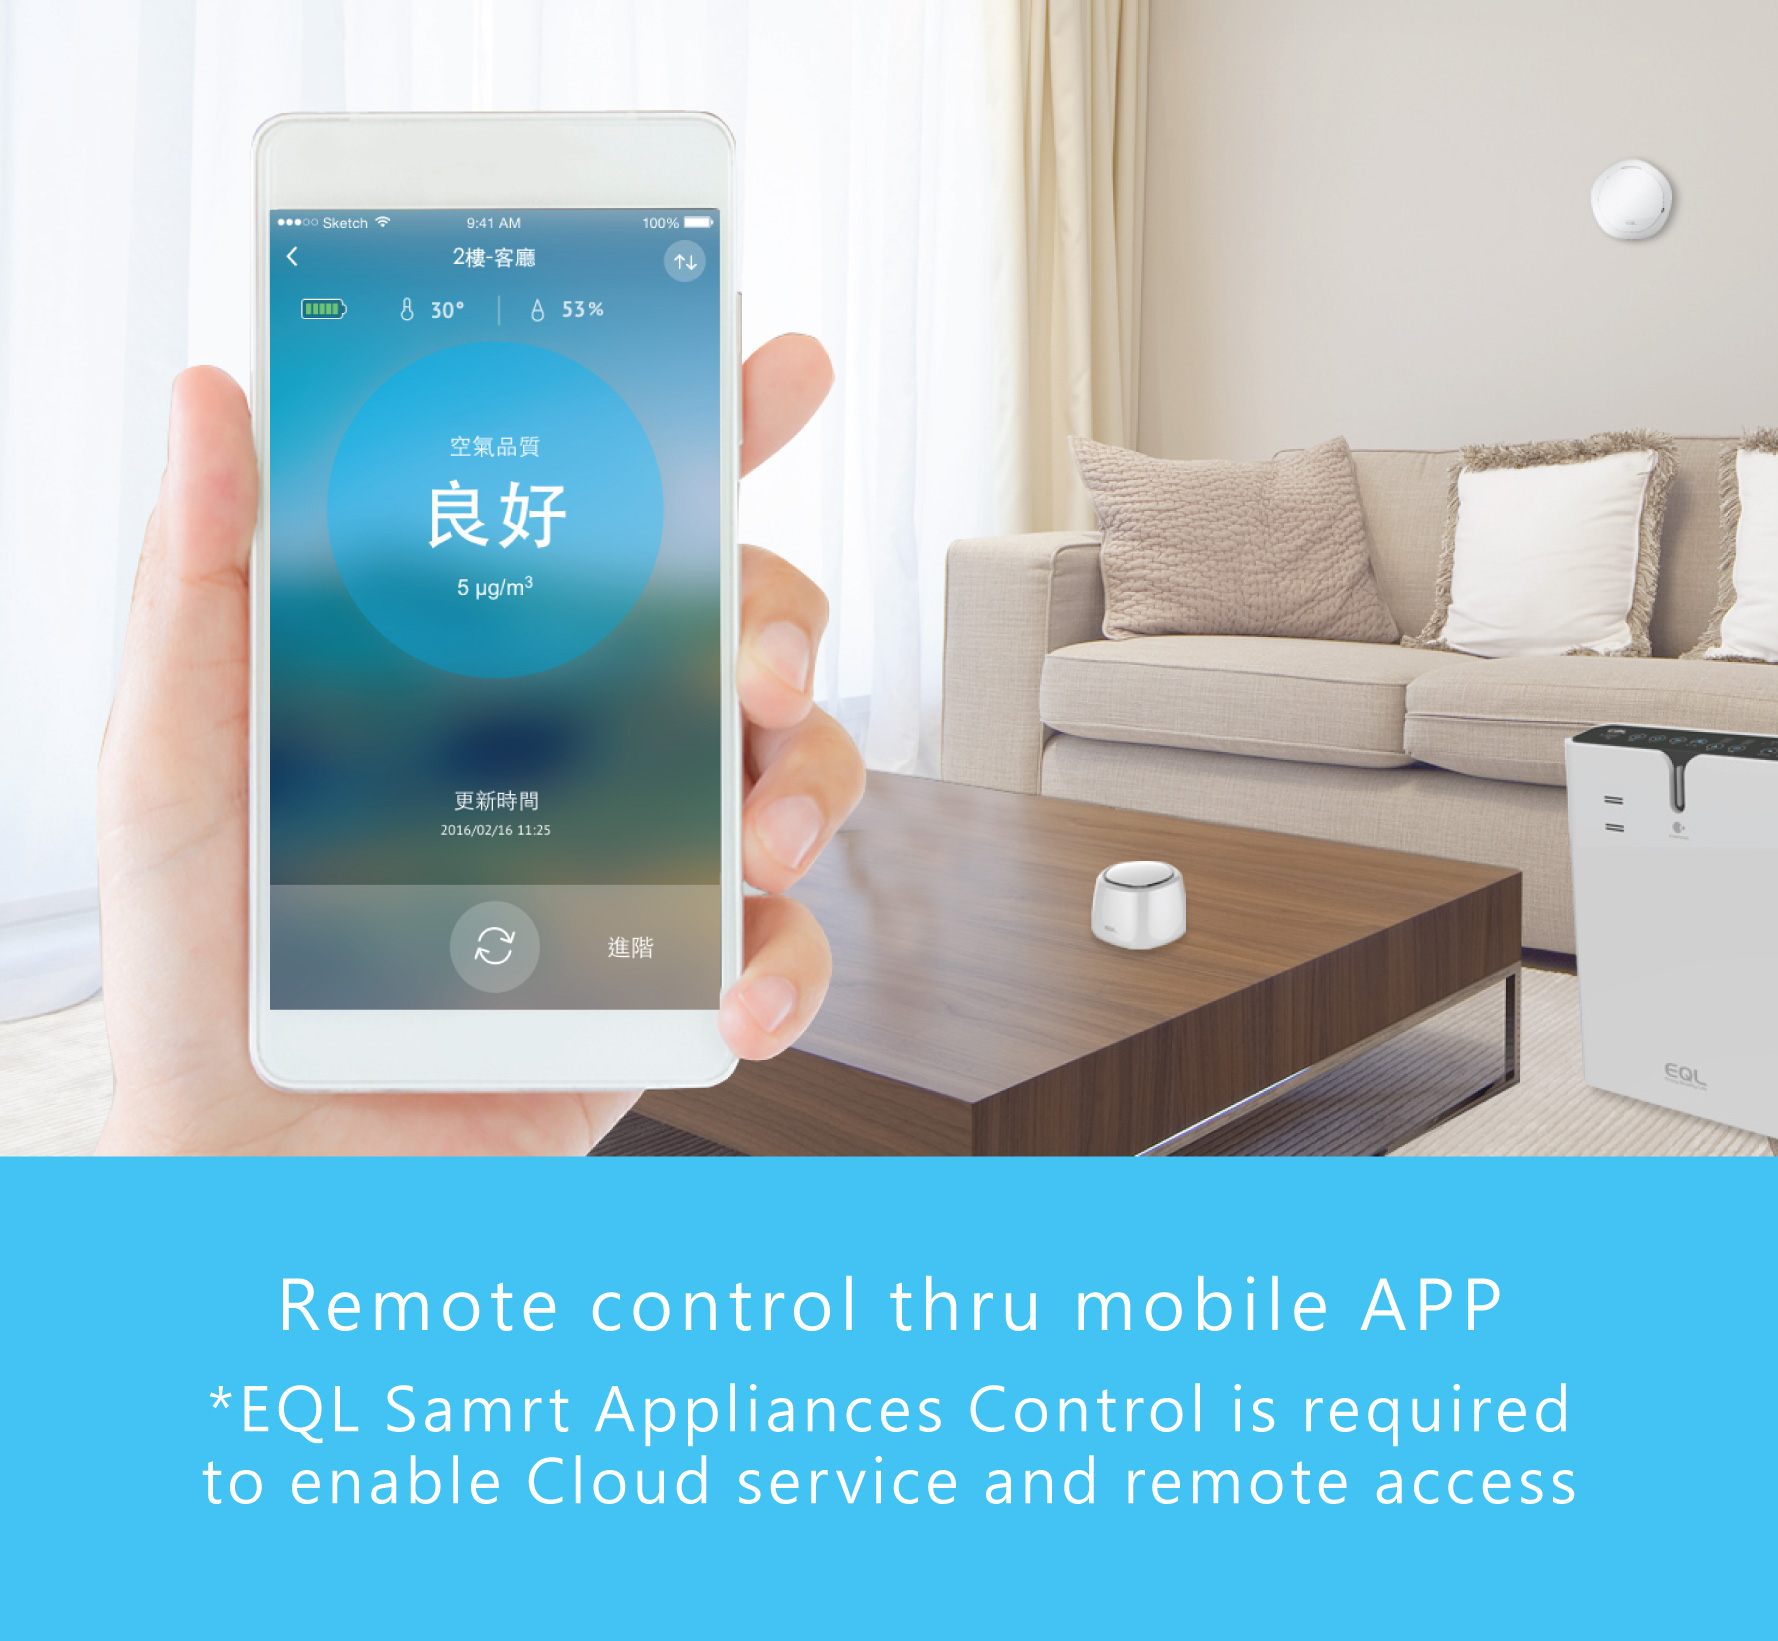 Sketch 9:41 AM 100%
2樓-客廳
30° 53%
空氣品質
良好
5 µg/m³
更新時間
2016/02/16 11:25
進階
EQL
Remote control thru mobile APP
*EQL Samrt Appliances Control is required
to enable Cloud service and remote access